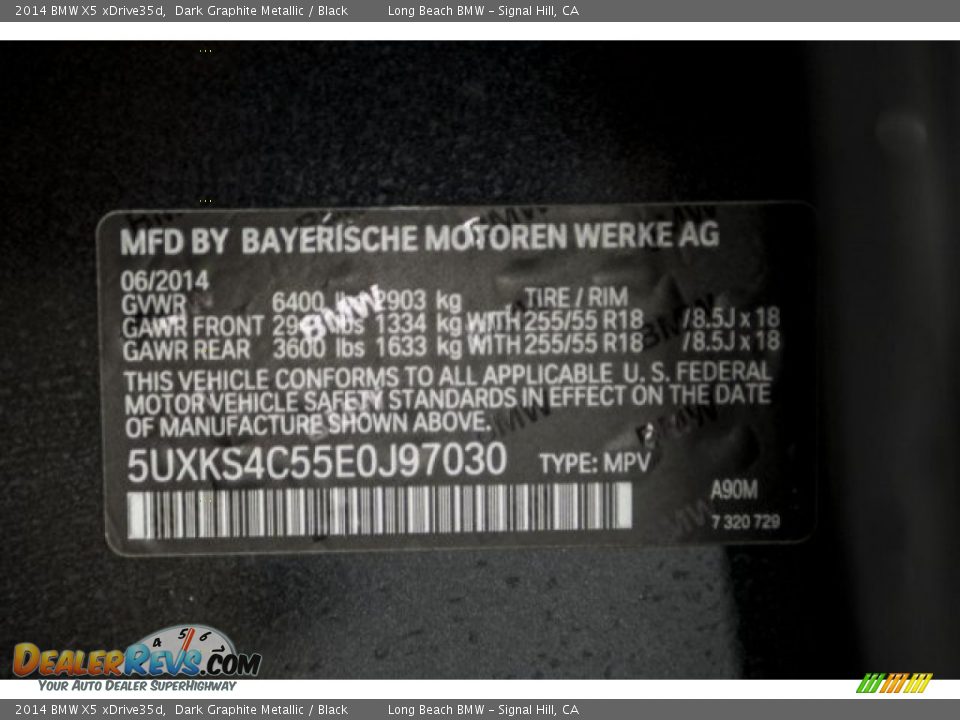 2014 BMW X5 xDrive35d, Dark Graphite Metallic / Black Long Beach BMW - Signal Hill, CA
MFD BY BAYERISCHE MOTOREN WERKE AG
06/2014
GVWR 6400 lbs 2903 kg TIRE / RIM
GAWR FRONT lbs 1334 kg WITH 255/55 R18 / 8.5J x 18
GAWR REAR 3600 lbs 1633 kg WITH 255/55 R18 / 8.5J x 18
THIS VEHICLE CONFORMS TO ALL APPLICABLE U. S. FEDERAL
MOTOR VEHICLE SAFETY STANDARDS IN EFFECT ON THE DATE
OF MANUFACTURE SHOWN ABOVE.
5UXKS4C55E0J97030 TYPE: MPV
A90M
7 320 729
BMW
4 5 6
DEALERREVS.COM
YOUR AUTO DEALER SUPERHIGHWAY
2014 BMW X5 xDrive35d, Dark Graphite Metallic / Black Long Beach BMW - Signal Hill, CA